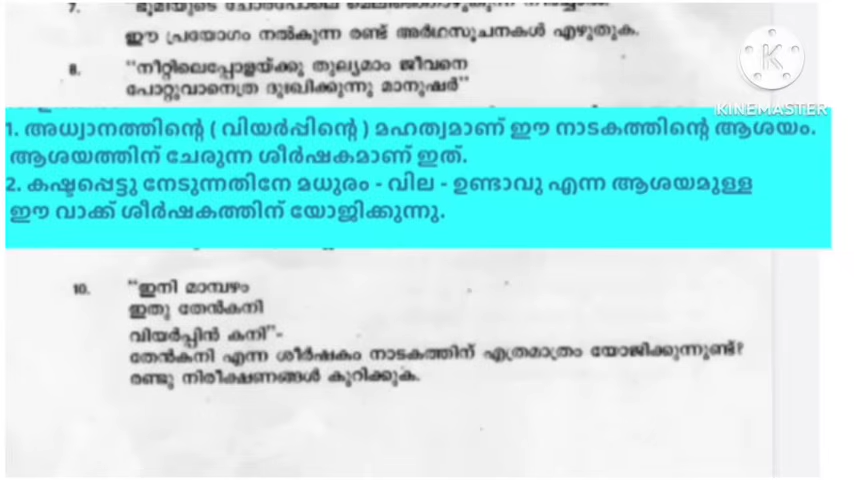 7.
ഈ പ്രയോഗം നൽകുന്ന രണ്ട് അർഥസൂചനകൾ എഴുതുക.
8. "നീറ്റിലെപ്പോളയ്ക്കു തുല്യമാം ജീവനെ
പോറ്റുവാനെത്ര ദുഃഖിക്കുന്നു മാനുഷർ"
K
KINEMASTER
1. അധ്വാനത്തിന്റെ ( വിയർപ്പിന്റെ ) മഹത്വമാണ് ഈ നാടകത്തിന്റെ ആശയം.
ആശയത്തിന് ചേരുന്ന ശീർഷകമാണ് ഇത്.
2. കഷ്ടപ്പെട്ടു നേടുന്നതിനേ മധുരം - വില - ഉണ്ടാവു എന്ന ആശയമുള്ള
ഈ വാക്ക് ശീർഷകത്തിന് യോജിക്കുന്നു.
10. "ഇനി മാമ്പഴം
ഇതു തേൻകനി
വിയർപ്പിൻ കനി"-
തേൻകനി എന്ന ശീർഷകം നാടകത്തിന് എത്രമാത്രം യോജിക്കുന്നുണ്ട്?
രണ്ടു നിരീക്ഷണങ്ങൾ കുറിക്കുക.